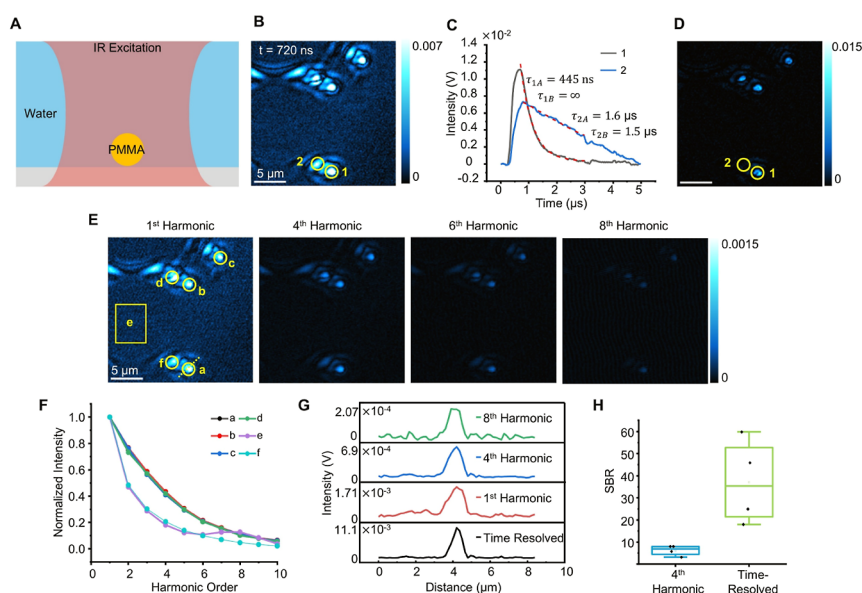 A
IR Excitation
Water
PMMA
B
t = 720 ns
2
1
5 µm
0.007
0
C
×10⁻²
Intensity (V)
1.4
1.2
1.0
0.8
0.6
0.4
0.2
0
-0.2
1
2
τ1A = 445 ns
τ1B = ∞
τ2A = 1.6 µs
τ2B = 1.5 µs
0 1 2 3 4 5
Time (µs)
D
2
1
0.015
0
E
1st Harmonic
4th Harmonic
6th Harmonic
8th Harmonic
c
d
b
e
f
a
5 µm
0.0015
0
F
Normalized Intensity
1.0
0.8
0.6
0.4
0.2
0.0
a d
b e
c f
0 2 4 6 8 10
Harmonic Order
G
Intensity (V)
2.07 ×10⁻⁴
8th Harmonic
0
6.9 ×10⁻⁴
4th Harmonic
0
1.71 ×10⁻³
1st Harmonic
0
11.1 ×10⁻³
Time Resolved
0
0 2 4 6 8 10
Distance (µm)
H
SBR
60
50
40
30
20
10
4th
Harmonic
Time-
Resolved